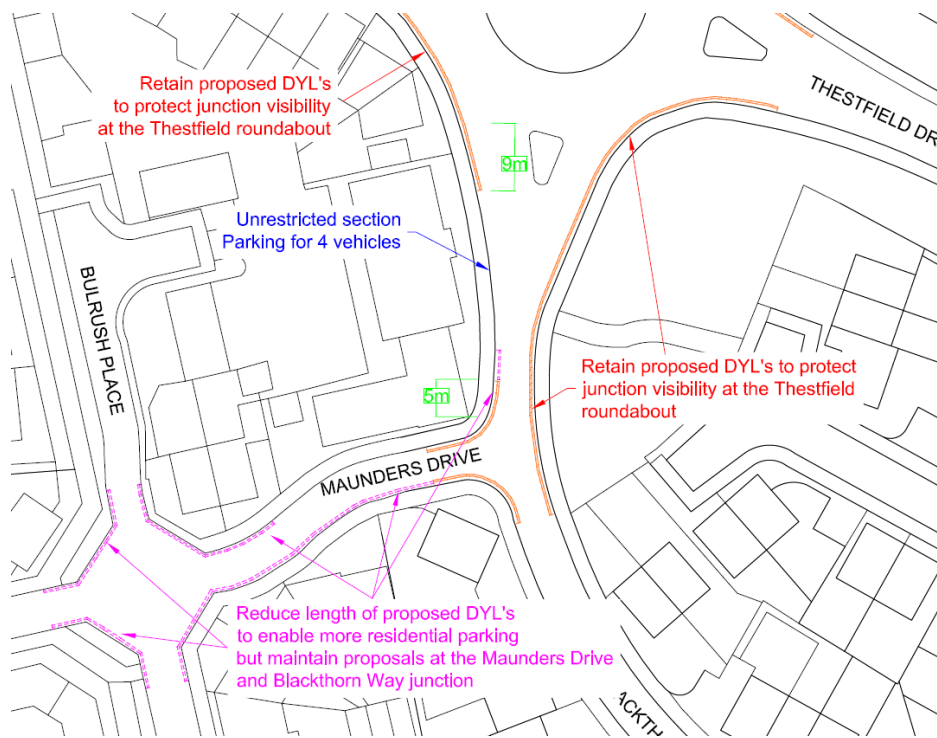 Retain proposed DYL's
to protect junction visibility
at the Thestfield roundabout
THESTFIELD DR
9m
Unrestricted section
Parking for 4 vehicles
BULRUSH PLACE
Retain proposed DYL's to protect
junction visibility at the Thestfield
roundabout
5m
MAUNDERS DRIVE
Reduce length of proposed DYL's
to enable more residential parking
but maintain proposals at the Maunders Drive
and Blackthorn Way junction
ACKTH